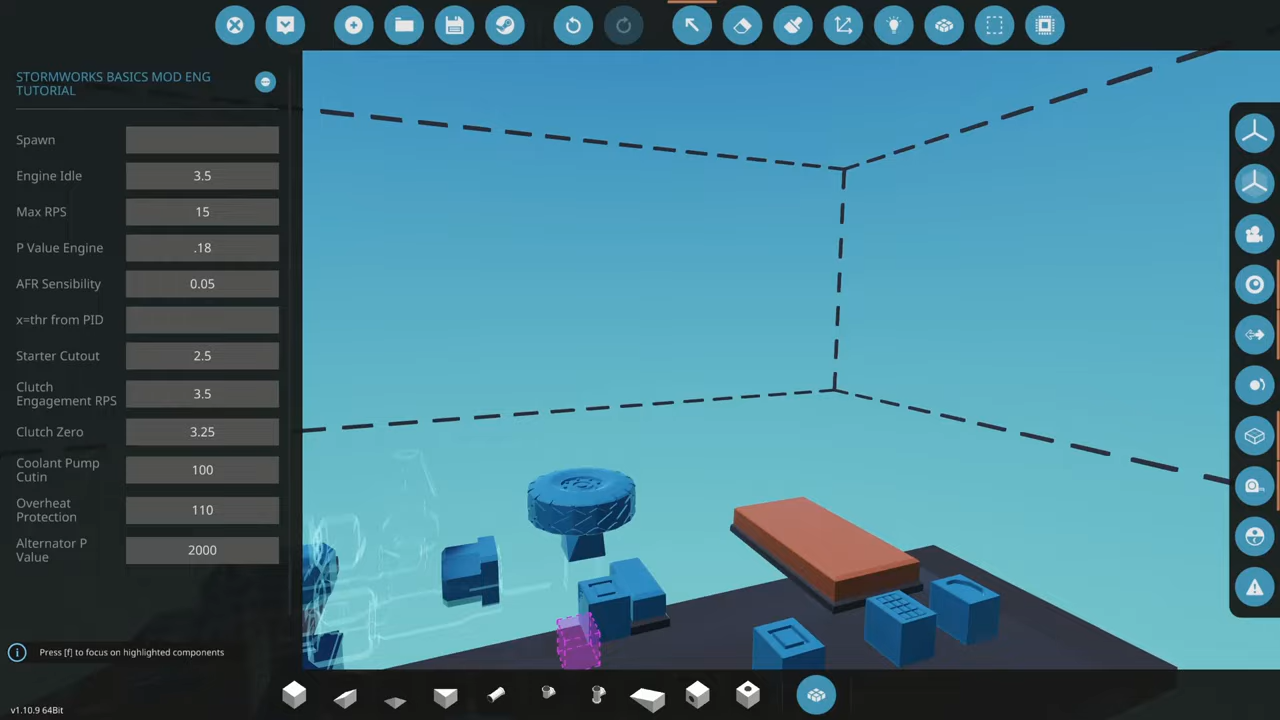 STORMWORKS BASICS MOD ENG
TUTORIAL
Spawn
Engine Idle 3.5
Max RPS 15
P Value Engine .18
AFR Sensibility 0.05
x=thr from PID
Starter Cutout 2.5
Clutch
Engagement RPS 3.5
Clutch Zero 3.25
Coolant Pump
Cutin 100
Overheat
Protection 110
Alternator P
Value 2000
Press [f] to focus on highlighted components
v1.10.9 64Bit